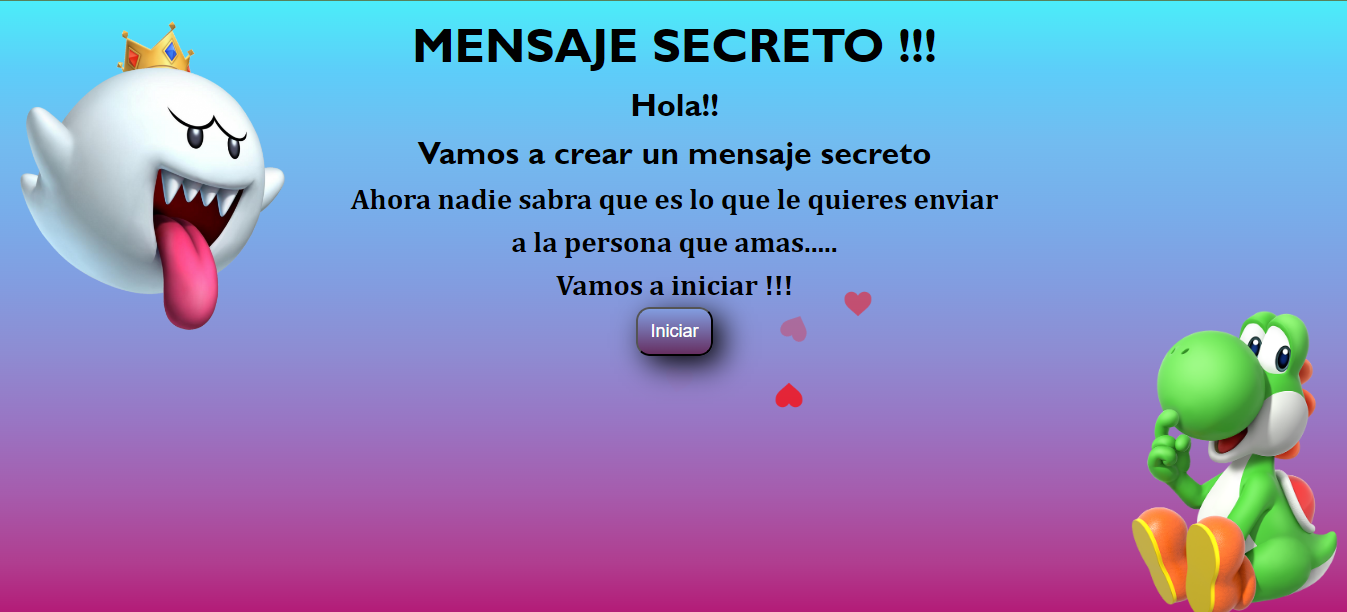 MENSAJE SECRETO !!!
Hola!!
Vamos a crear un mensaje secreto
Ahora nadie sabra que es lo que le quieres enviar
a la persona que amas.....
Vamos a iniciar !!!
Iniciar